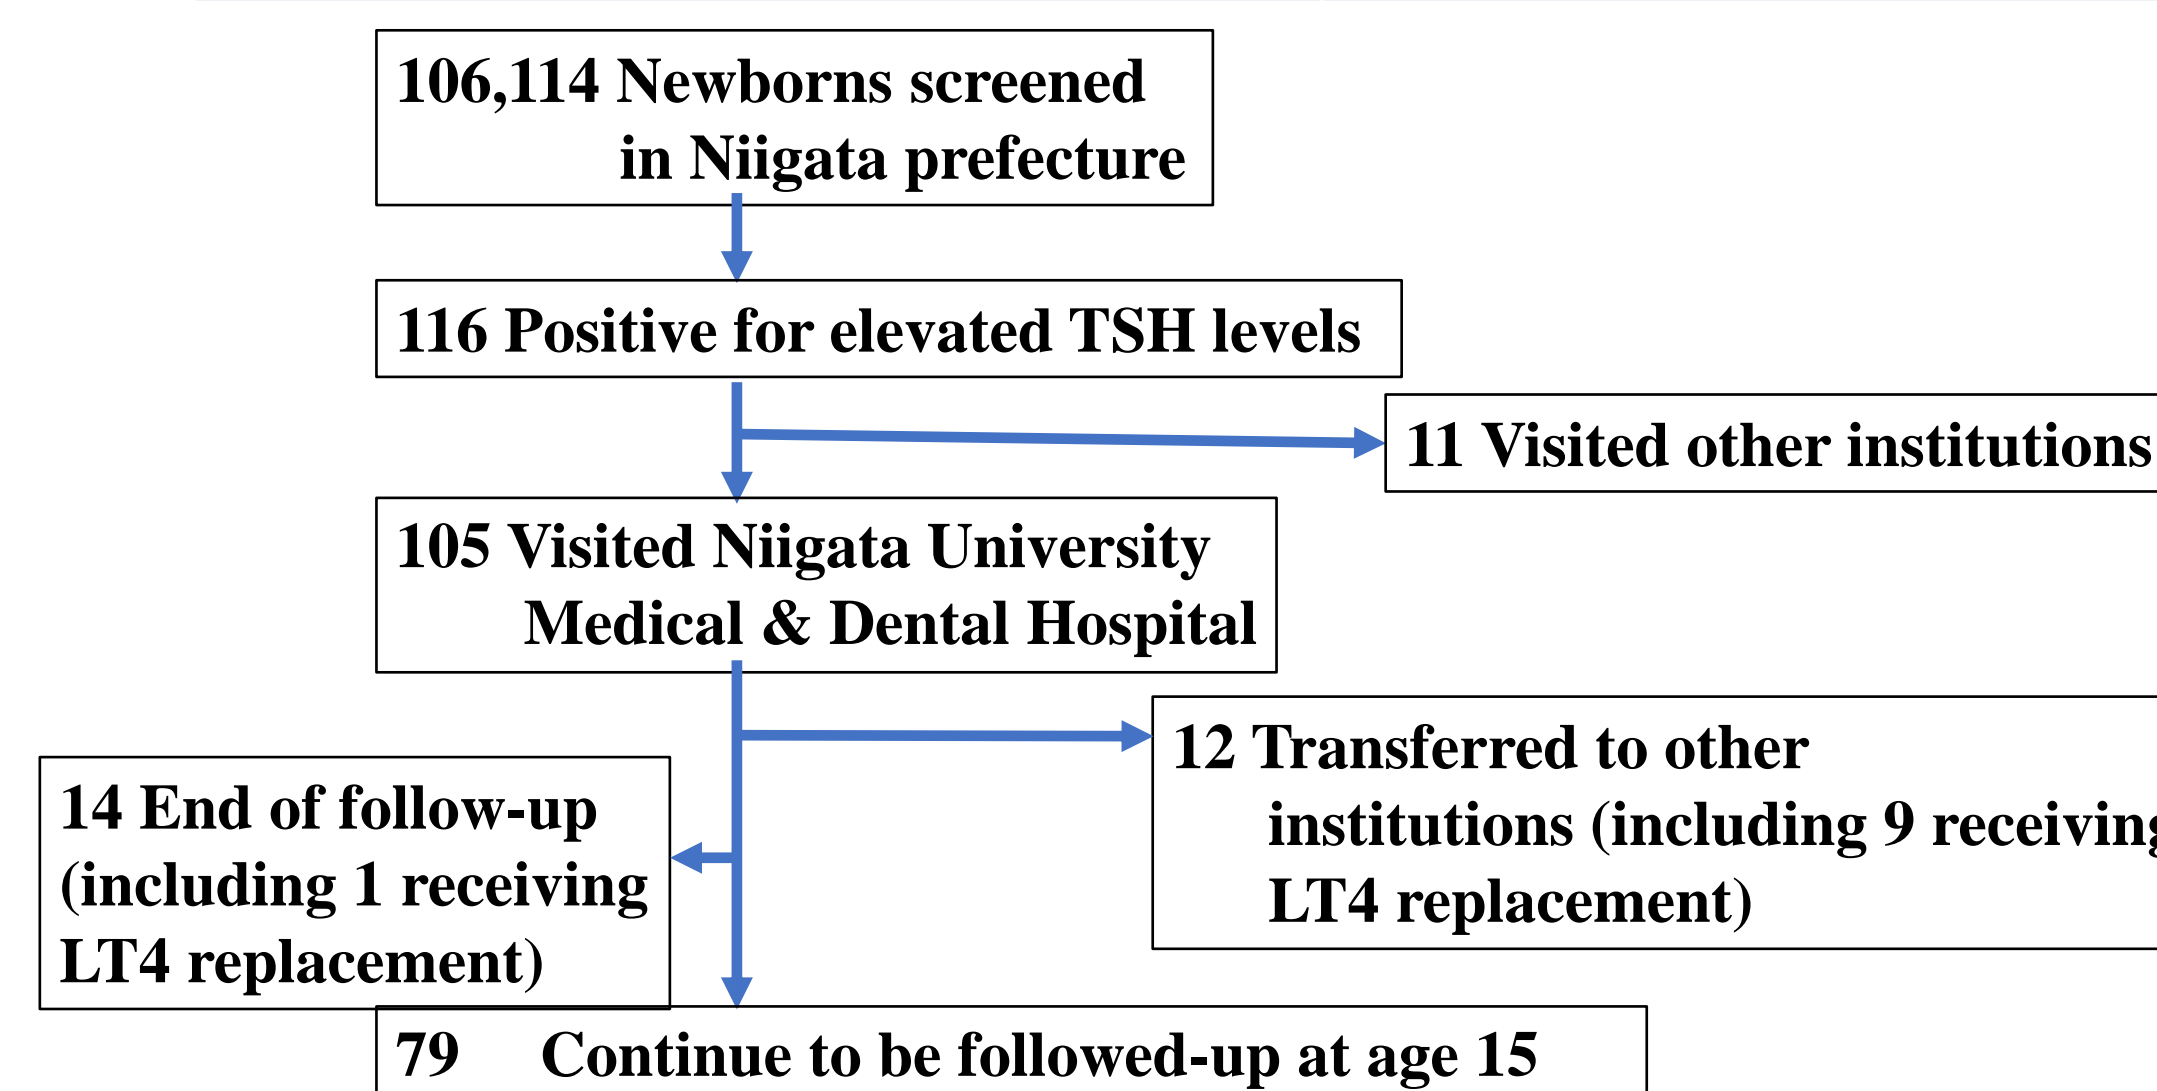 106,114 Newborns screened
in Niigata prefecture
116 Positive for elevated TSH levels
11 Visited other institutions
105 Visited Niigata University
Medical & Dental Hospital
12 Transferred to other
institutions (including 9 receiving
LT4 replacement)
14 End of follow-up
(including 1 receiving
LT4 replacement)
79 Continue to be followed-up at age 15